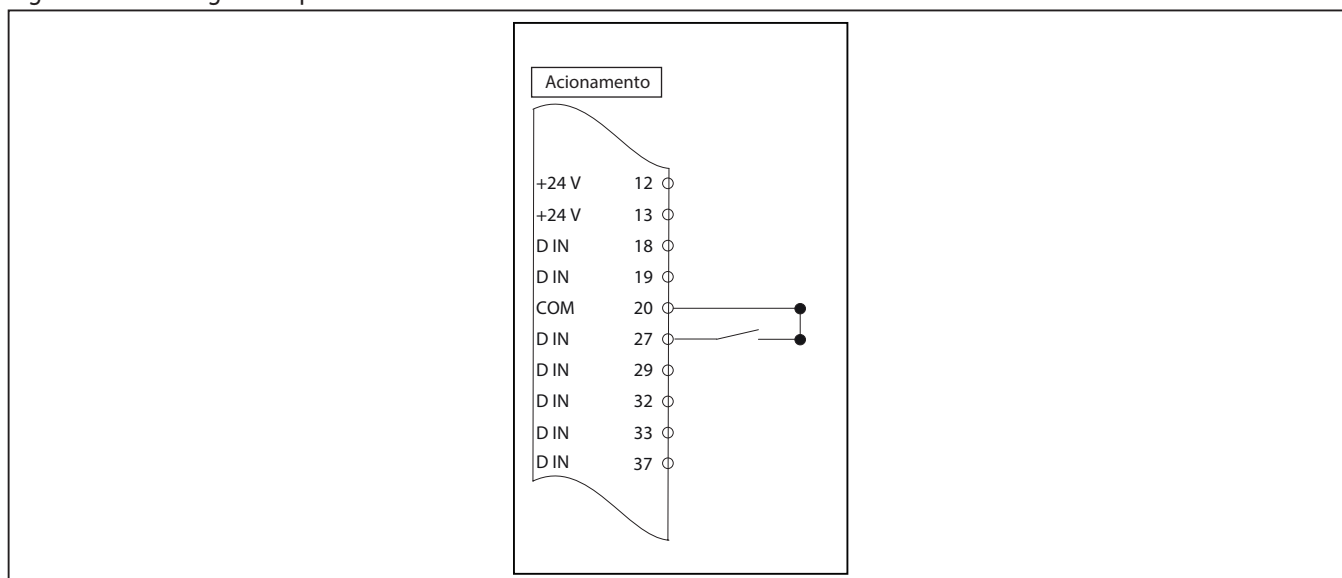 Acionamento
+24 V 12
+24 V 13
D IN 18
D IN 19
COM 20
D IN 27
D IN 29
D IN 32
D IN 33
D IN 37